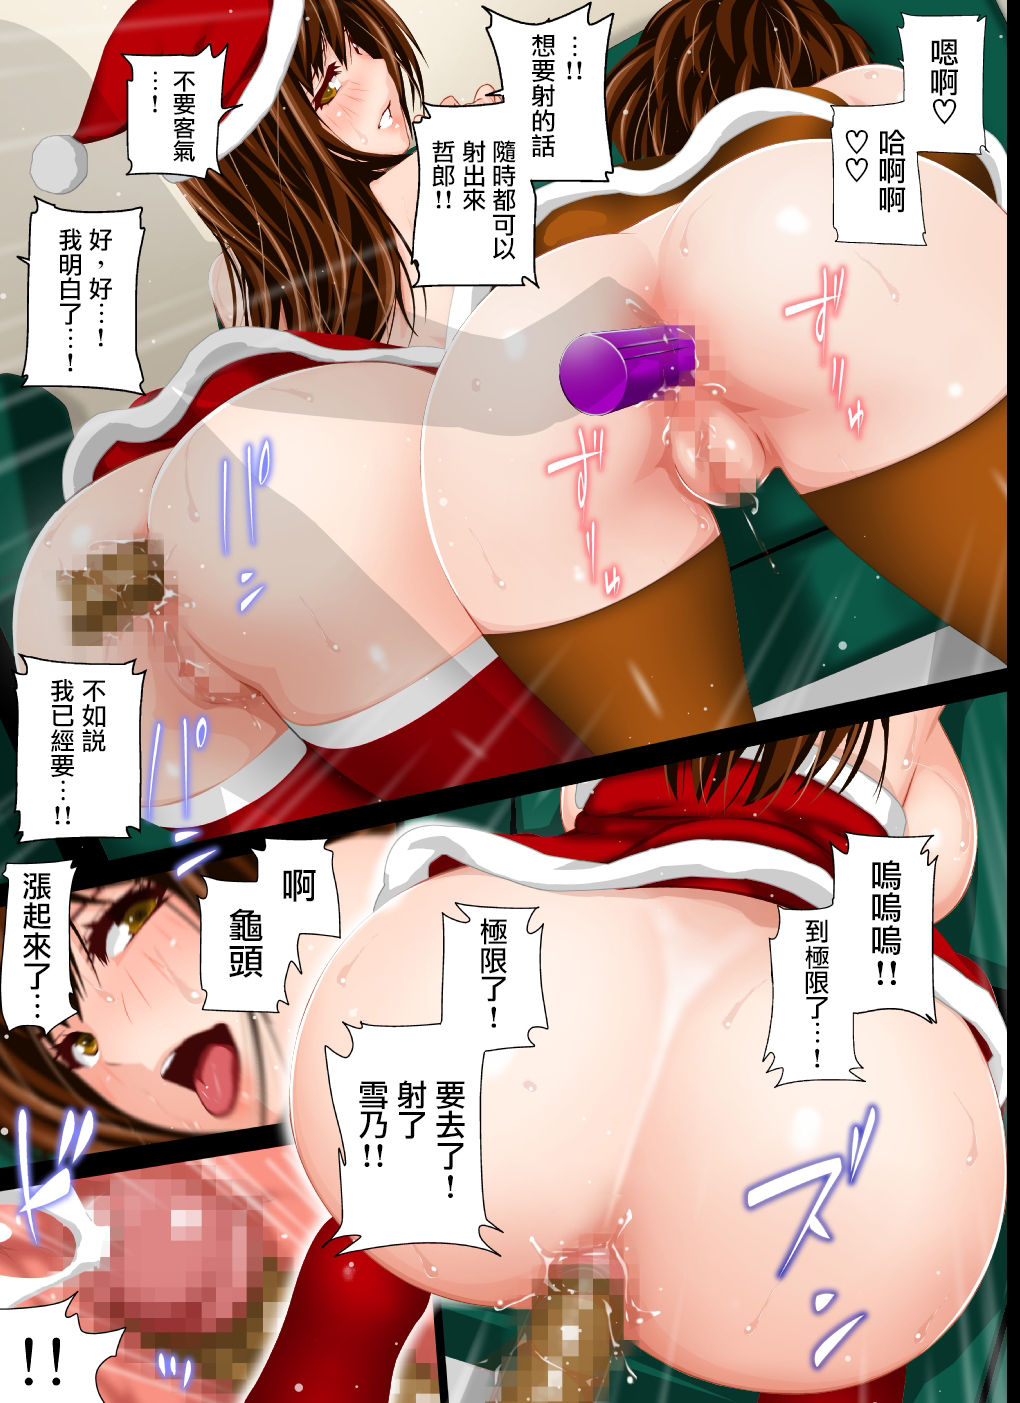 嗯啊♡
哈啊啊
♡♡
…!!
想要射的話
隨時都可以
射出來
哲郎!!
不要客氣
…!
好，好…!
我明白了…!
ず
りゅ
ず
りゅ
パ
ン
パ
ン
不如說
我已經要…!!
嗚嗚嗚!!
到極限了…!
極限了！
要去了！
射了
雪乃!!
啊
龜頭
漲起來了…
ズ
ン
ド
ッ
!!